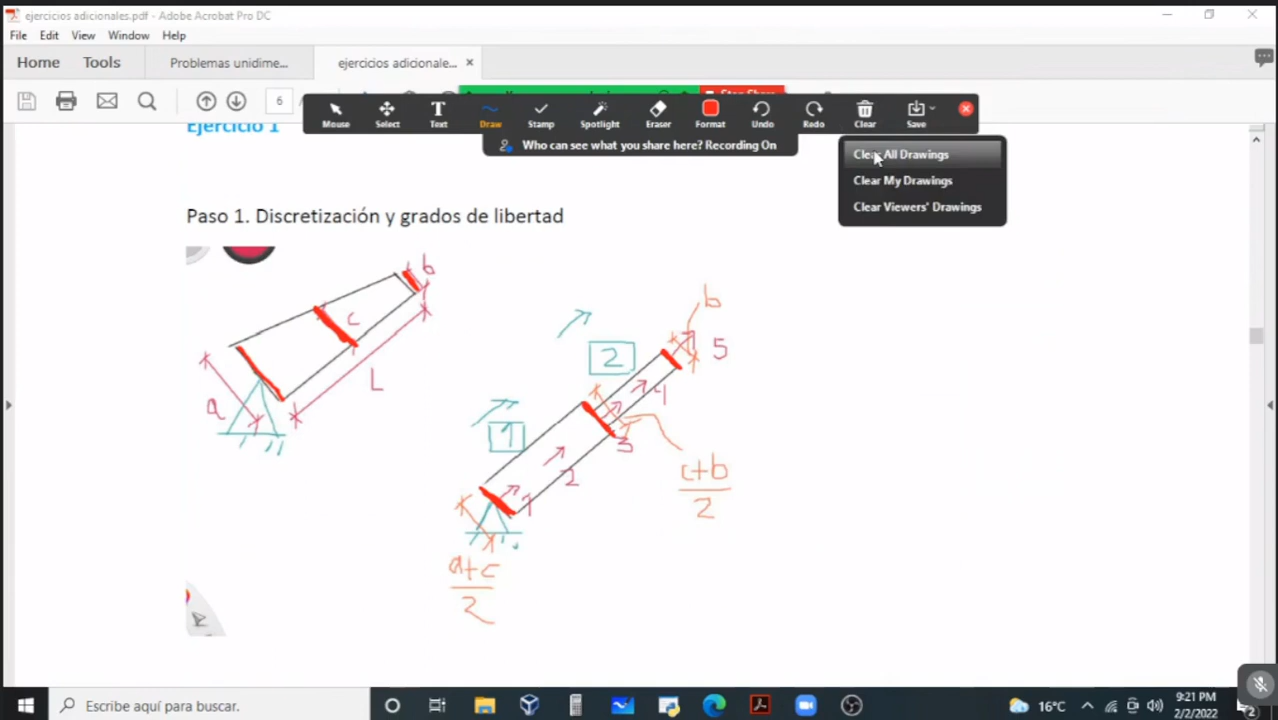 ejercicios adicionales.pdf - Adobe Acrobat Pro DC
File Edit View Window Help
Home Tools Problemas unidime... ejercicios adicionale... ×
6
Mouse Select Text Draw Stamp Spotlight Eraser Format Undo Redo Clear Save
Who can see what you share here? Recording On
Clear All Drawings
Clear My Drawings
Clear Viewers' Drawings
Ejercicio 1
Paso 1. Discretización y grados de libertad
b
c
L
a
b
5
2
4
1
3
2
1
c+b
2
a+c
2
Escribe aquí para buscar.
16°C
9:21 PM
2/2/2022
2